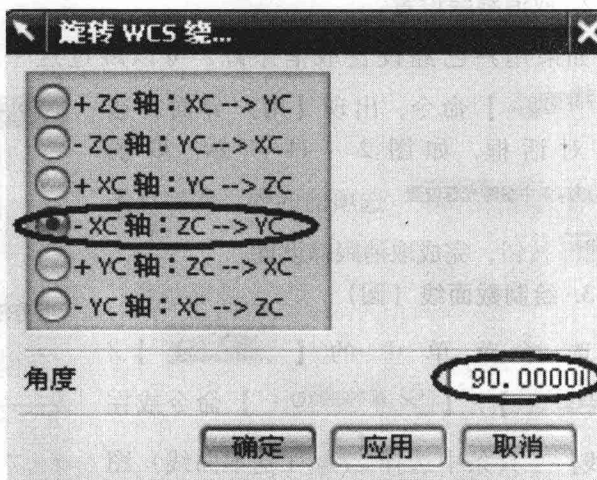 旋转 WCS 绕...
+ ZC 轴：XC --> YC
- ZC 轴：YC --> XC
+ XC 轴：YC --> ZC
- XC 轴：ZC --> YC
+ YC 轴：ZC --> XC
- YC 轴：XC --> ZC
角度
90.0000
确定 应用 取消